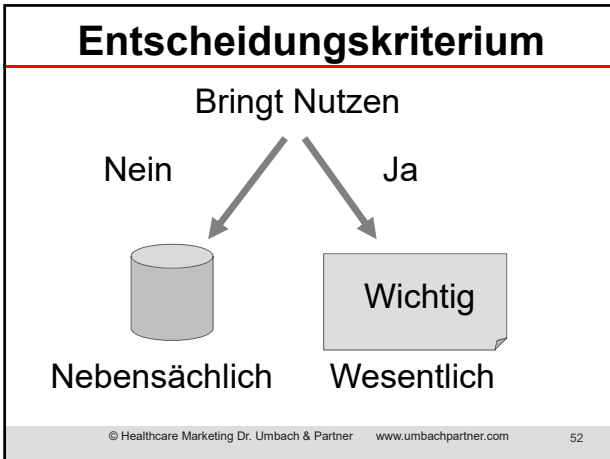 Entscheidungskriterium
Bringt Nutzen
Nein Ja
Wichtig
Nebensächlich Wesentlich
© Healthcare Marketing Dr. Umbach & Partner www.umbachpartner.com 52